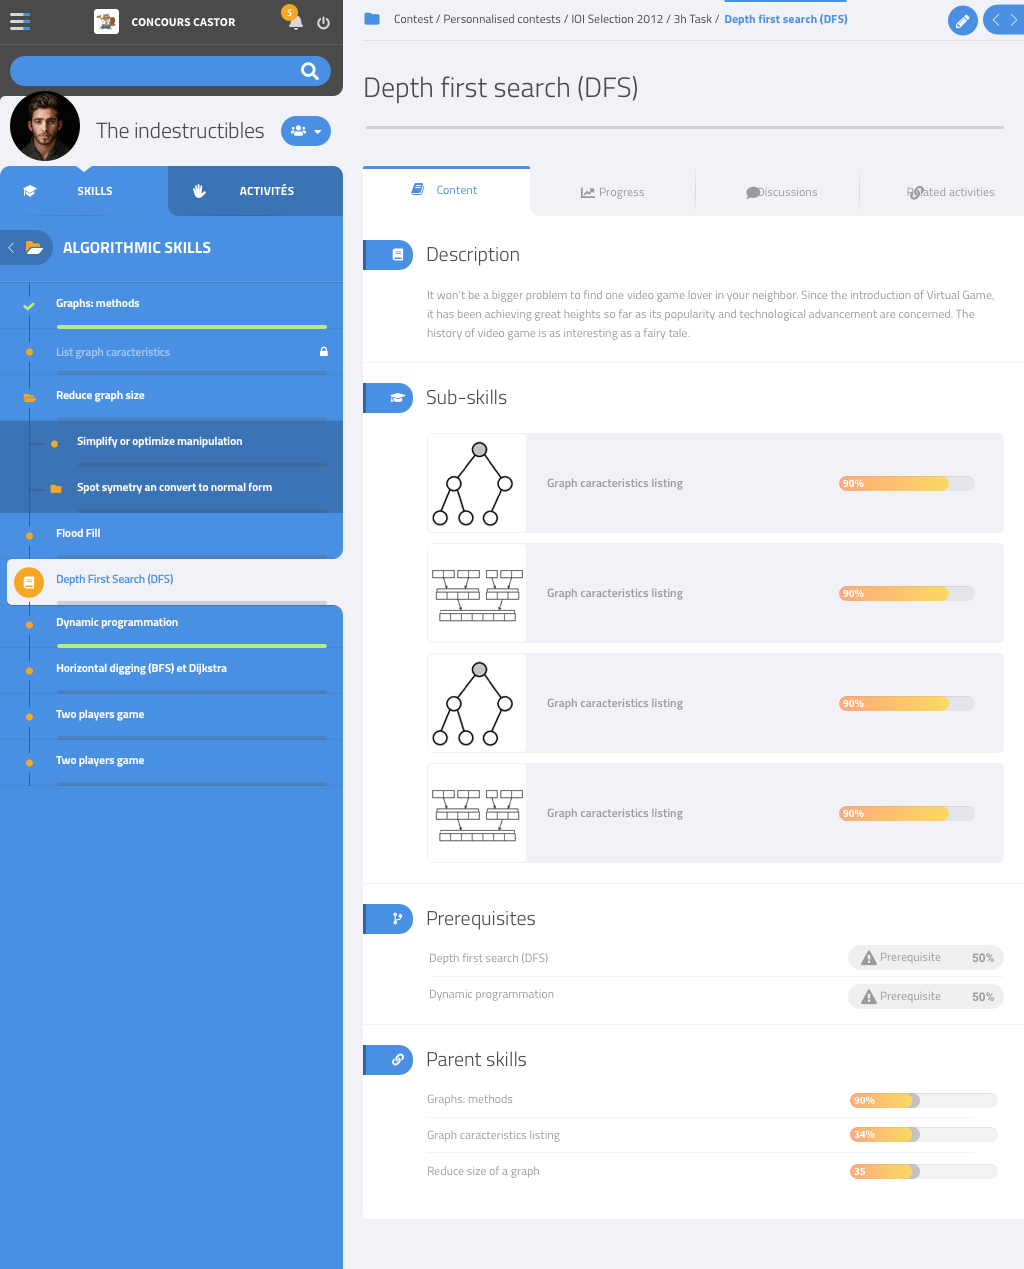 CONCOURS CASTOR
5
The indestructibles
SKILLS
ACTIVITÉS
ALGORITHMIC SKILLS
Graphs: methods
List graph caracteristics
Reduce graph size
Simplify or optimize manipulation
Spot symetry an convert to normal form
Flood Fill
Depth First Search (DFS)
Dynamic programmation
Horizontal digging (BFS) et Dijkstra
Two players game
Two players game
Contest / Personnalised contests / IOI Selection 2012 / 3h Task / Depth first search (DFS)
Depth first search (DFS)
Content
Progress
Discussions
Related activities
Description
It won't be a bigger problem to find one video game lover in your neighbor. Since the introduction of Virtual Game,
it has been achieving great heights so far as its popularity and technological advancement are concerned. The
history of video game is as interesting as a fairy tale.
Sub-skills
Graph caracteristics listing
90%
Graph caracteristics listing
90%
Graph caracteristics listing
90%
Graph caracteristics listing
90%
Prerequisites
Depth first search (DFS)
Prerequisite 50%
Dynamic programmation
Prerequisite 50%
Parent skills
Graphs: methods
90%
Graph caracteristics listing
34%
Reduce size of a graph
35